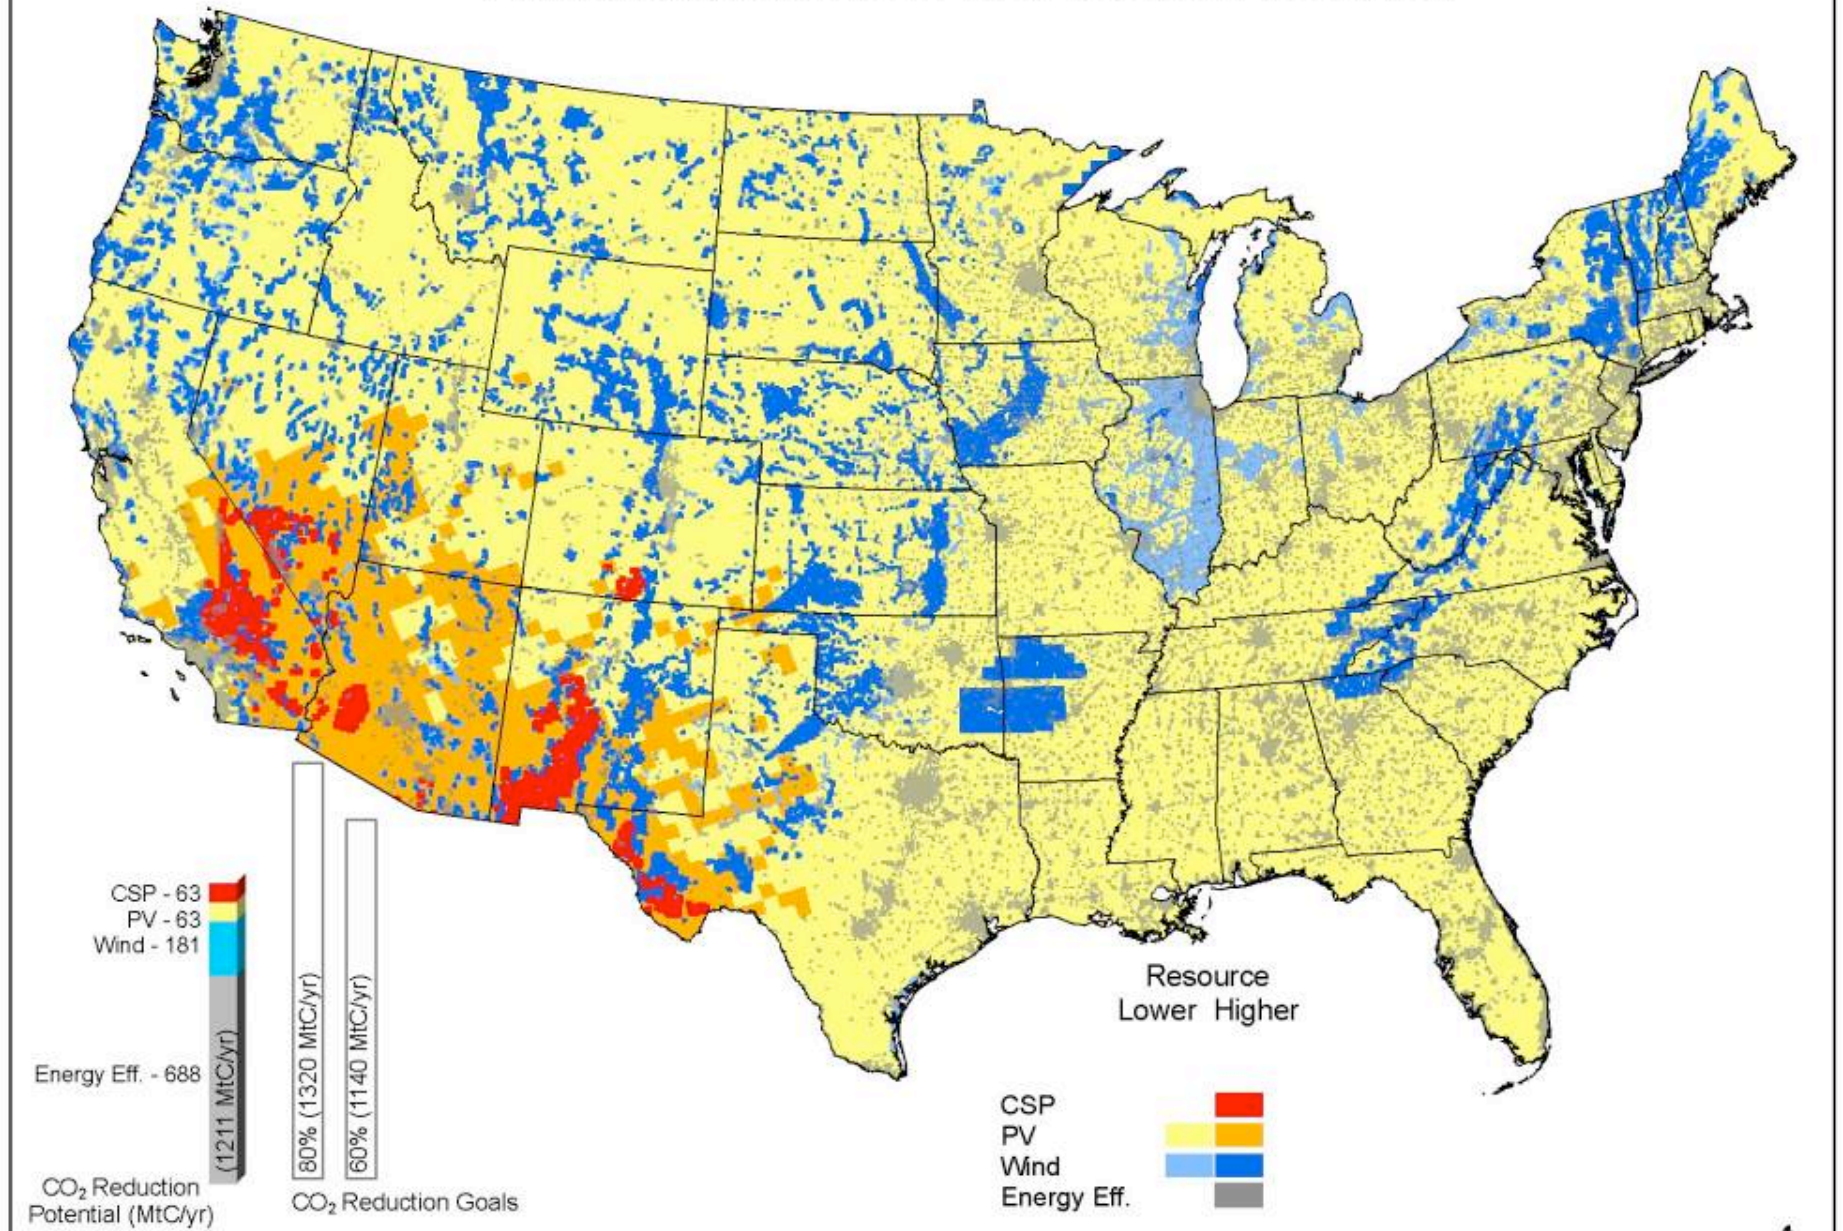 CSP - 63
PV - 63
Wind - 181
Energy Eff. - 688
(1211 MtC/yr)
CO₂ Reduction
Potential (MtC/yr)
80% (1320 MtC/yr)
60% (1140 MtC/yr)
CO₂ Reduction Goals
Resource
Lower Higher
CSP
PV
Wind
Energy Eff.